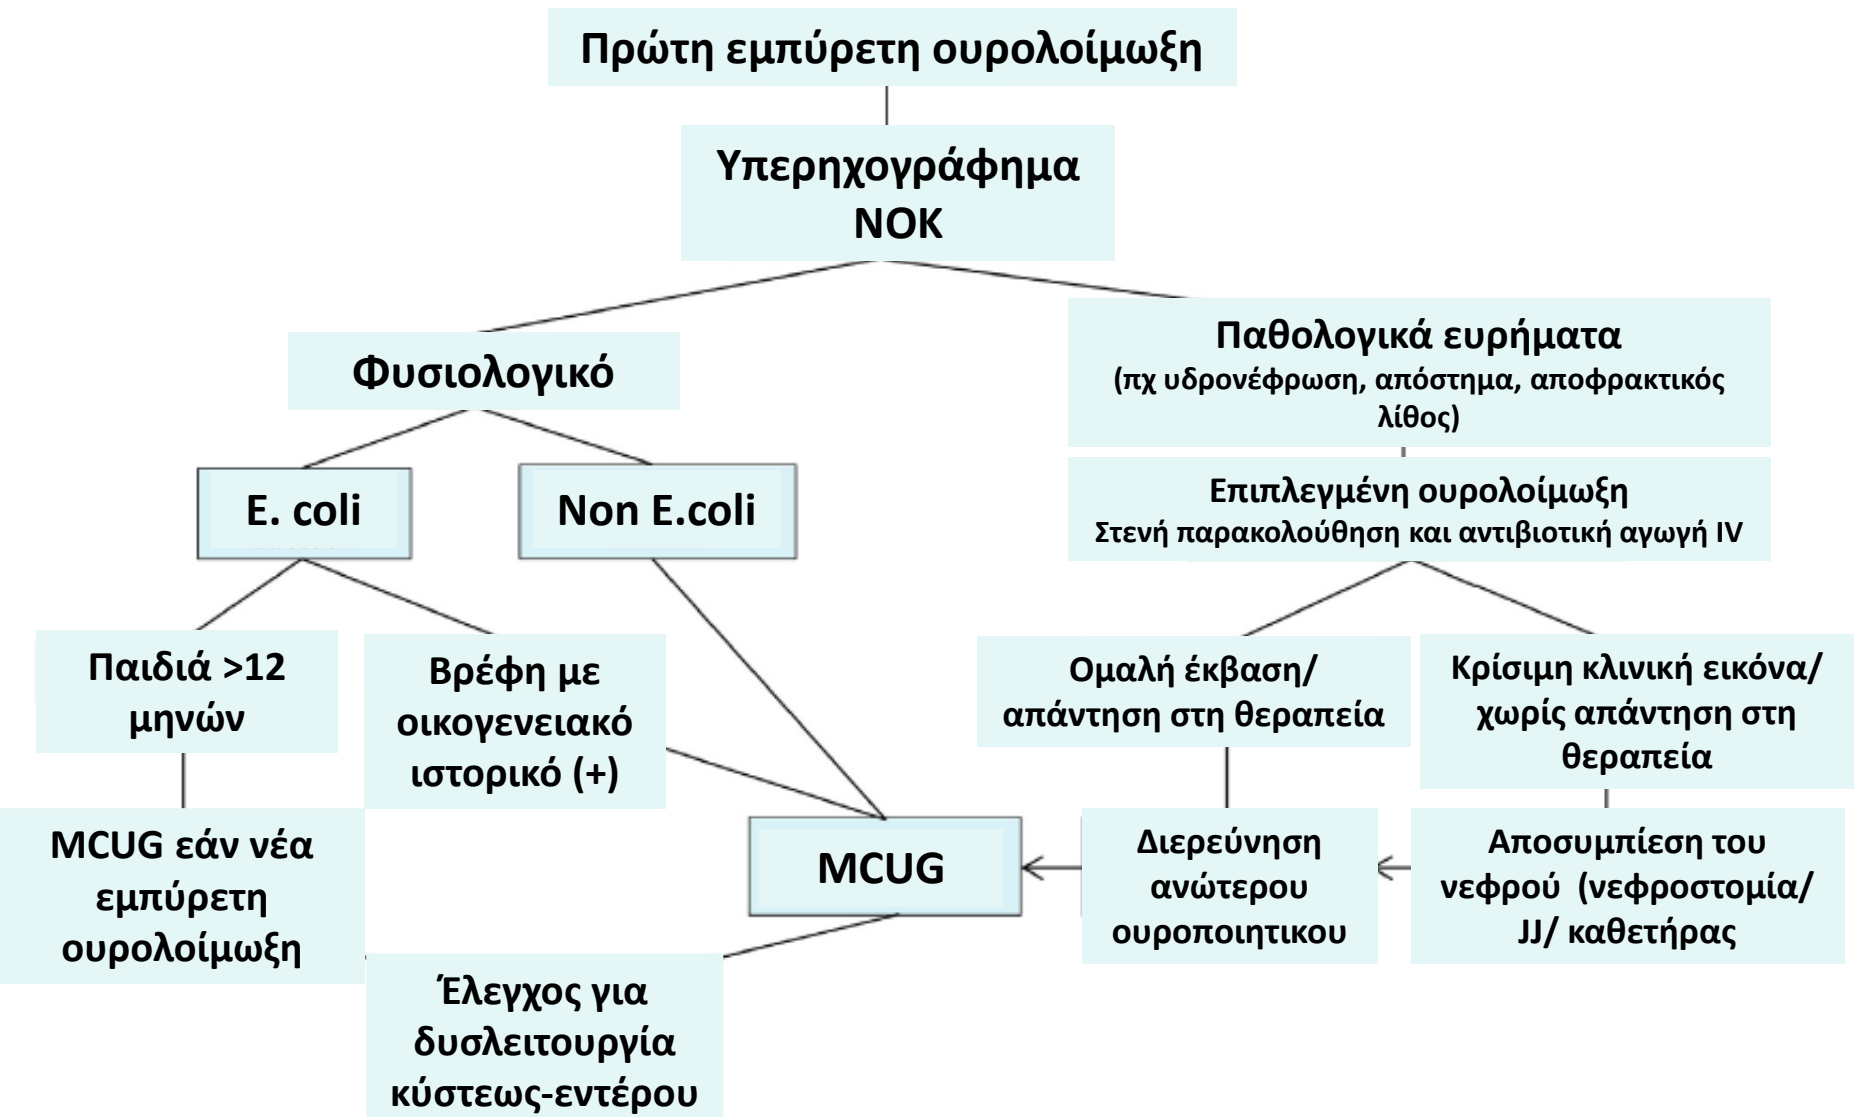 Πρώτη εμπύρετη ουρολοίμωξη
Υπερηχογράφημα
ΝΟΚ
Φυσιολογικό
Παθολογικά ευρήματα
(πχ υδρονέφρωση, απόστημα, αποφρακτικός
λίθος)
E. coli
Non E.coli
Επιπλεγμένη ουρολοίμωξη
Στενή παρακολούθηση και αντιβιοτική αγωγή IV
Παιδιά >12
μηνών
Βρέφη με
οικογενειακό
ιστορικό (+)
Ομαλή έκβαση/
απάντηση στη θεραπεία
Κρίσιμη κλινική εικόνα/
χωρίς απάντηση στη
θεραπεία
MCUG εάν νέα
εμπύρετη
ουρολοίμωξη
MCUG
Διερεύνηση
ανώτερου
ουροποιητικου
Αποσυμπίεση του
νεφρού (νεφροστομία/
JJ/ καθετήρας
Έλεγχος για
δυσλειτουργία
κύστεως-εντέρου